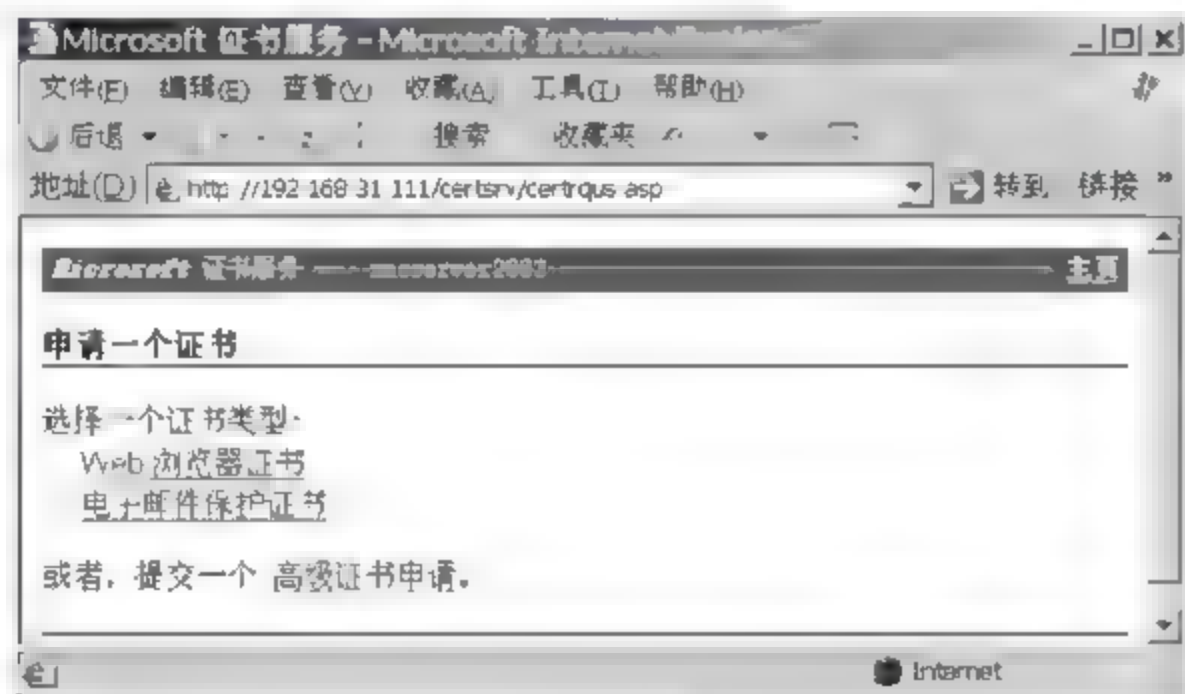 Microsoft 证书服务 - Microsoft Internet
文件(F) 编辑(E) 查看(V) 收藏(A) 工具(T) 帮助(H)
后退 搜索 收藏夹
地址(D) http://192.168.31.111/certsrv/certrqus.asp 转到 链接 »
Microsoft 证书服务 主页
申请一个证书
选择一个证书类型:
Web 浏览器证书
电子邮件保护证书
或者，提交一个 高级证书申请。
Internet